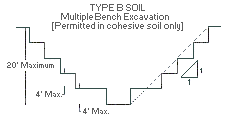 TYPE B SOIL
Multiple Bench Excavation
[Permitted in cohesive soil only]
20' Maximum
1
1
4' Max.
4' Max.